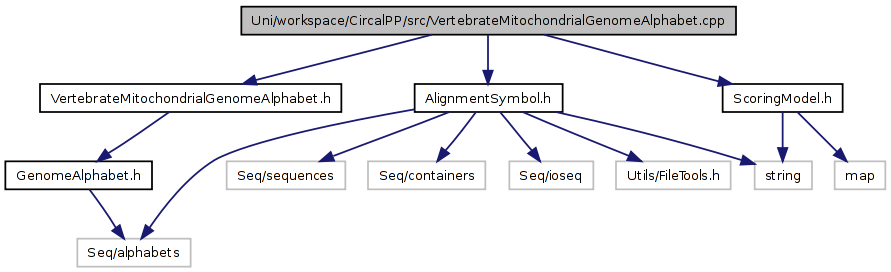 Uni/workspace/CircalPP/src/VertebrateMitochondrialGenomeAlphabet.cpp
VertebrateMitochondrialGenomeAlphabet.h
AlignmentSymbol.h
ScoringModel.h
GenomeAlphabet.h
Seq/sequences
Seq/containers
Seq/ioseq
Utils/FileTools.h
string
map
Seq/alphabets